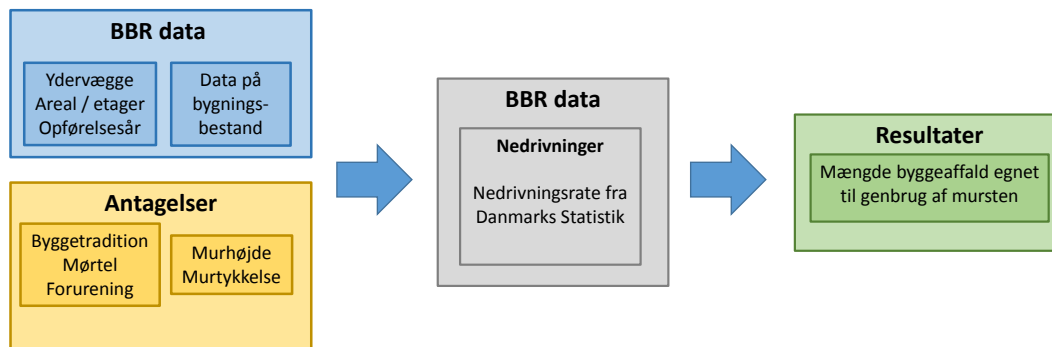 BBR data
Ydervægge
Areal / etager
Opførelsesår
Data på
bygnings-
bestand
Antagelser
Byggetradition
Mørtel
Forurening
Murhøjde
Murtykkelse
BBR data
Nedrivninger
Nedrivningsrate fra
Danmarks Statistik
Resultater
Mængde byggeaffald egnet
til genbrug af mursten